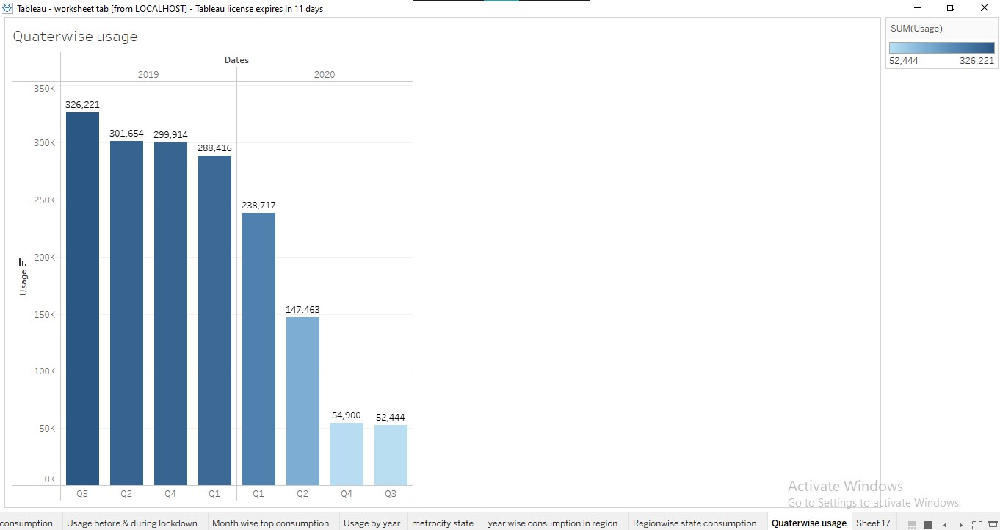 Tableau - worksheet tab [from LOCALHOST] - Tableau license expires in 11 days
Quaterwise usage
SUM(Usage)
52,444 326,221
Dates
2019 2020
350K
300K
250K
200K
150K
100K
50K
0K
Usage
326,221
301,654 299,914
288,416
238,717
147,463
54,900 52,444
Q3 Q2 Q4 Q1 Q1 Q2 Q4 Q3
Activate Windows
Go to Settings to activate Windows.
consumption Usage before & during lockdown Month wise top consumption Usage by year metrocity state year wise consumption in region Regionwise state consumption Quaterwise usage Sheet 17